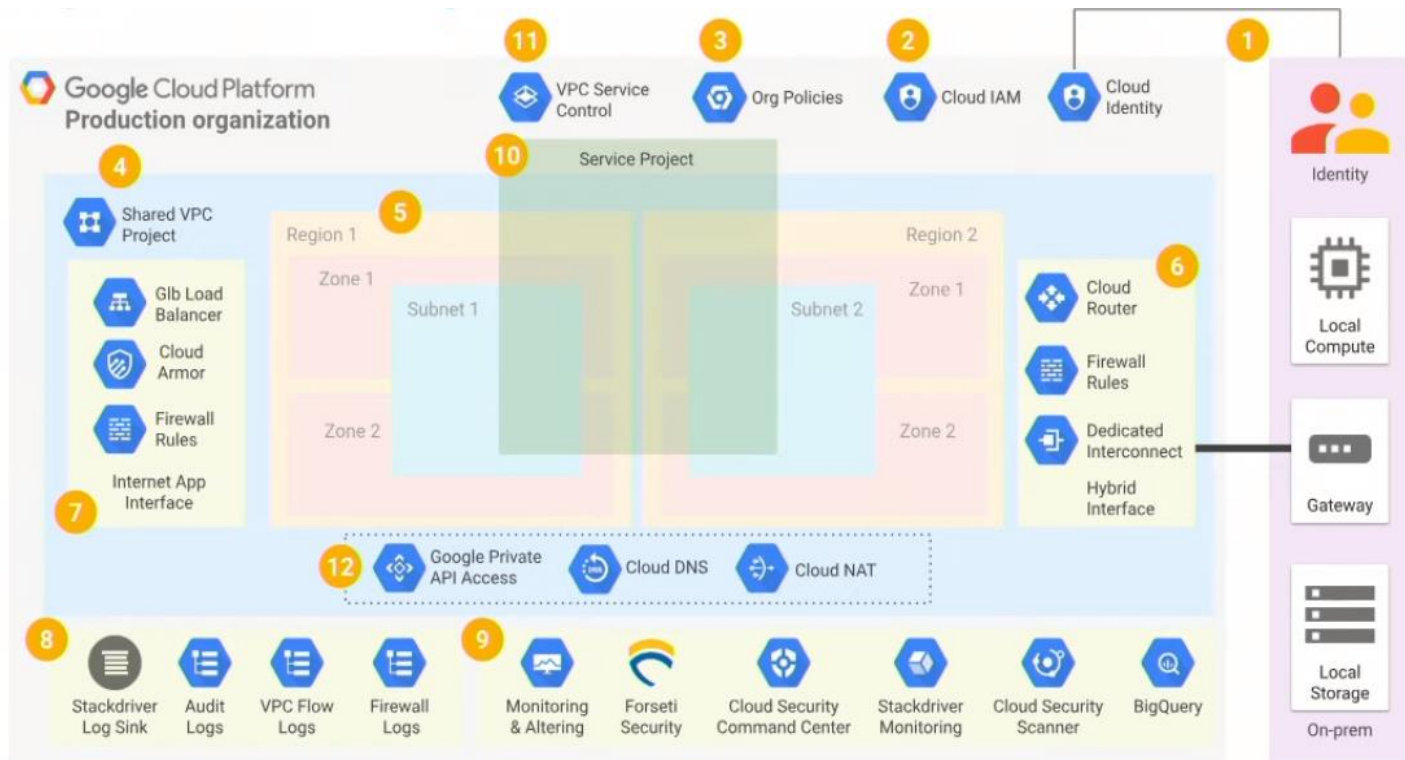 11
3
2
1
Google Cloud Platform
Production organization
VPC Service
Control
Org Policies
Cloud IAM
Cloud
Identity
Identity
10
Service Project
4
Shared VPC
Project
5
Region 1
Region 2
Zone 1
Zone 1
Subnet 1
Subnet 2
Zone 2
Zone 2
Glb Load
Balancer
Cloud
Armor
Firewall
Rules
Internet App
Interface
7
6
Cloud
Router
Firewall
Rules
Dedicated
Interconnect
Hybrid
Interface
Local
Compute
Gateway
Local
Storage
On-prem
12
Google Private
API Access
DNS
Cloud DNS
Cloud NAT
8
Stackdriver
Log Sink
Audit
Logs
VPC Flow
Logs
Firewall
Logs
9
Monitoring
& Altering
Forseti
Security
Cloud Security
Command Center
Stackdriver
Monitoring
Cloud Security
Scanner
BigQuery